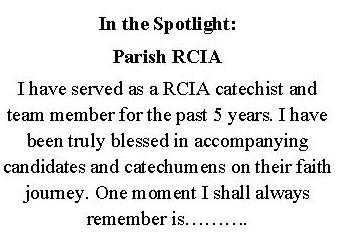 In the Spotlight:
Parish RCIA
I have served as a RCIA catechist and
team member for the past 5 years. I have
been truly blessed in accompanying
candidates and catechumens on their faith
journey. One moment I shall always
remember is……….